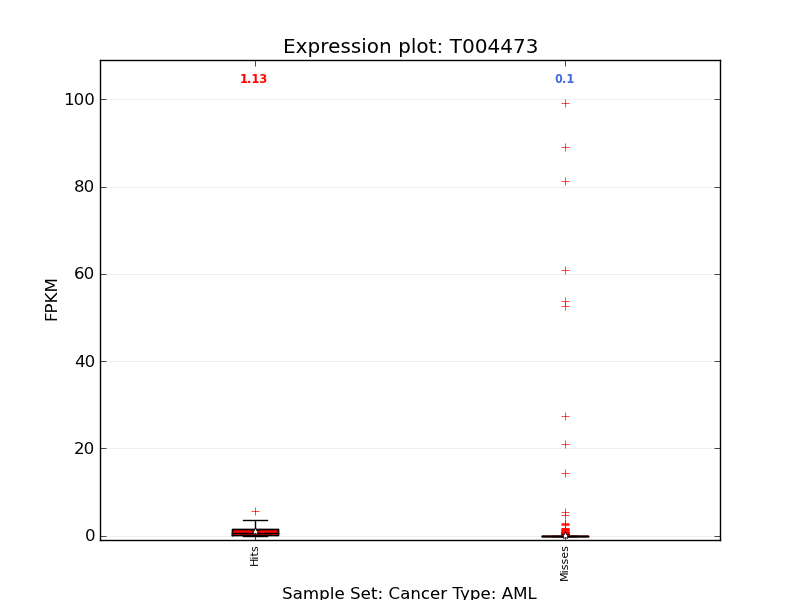 Expression plot: T004473
1.13
0.1
100
80
60
40
20
0
FPKM
Hits
Misses
Sample Set: Cancer Type: AML